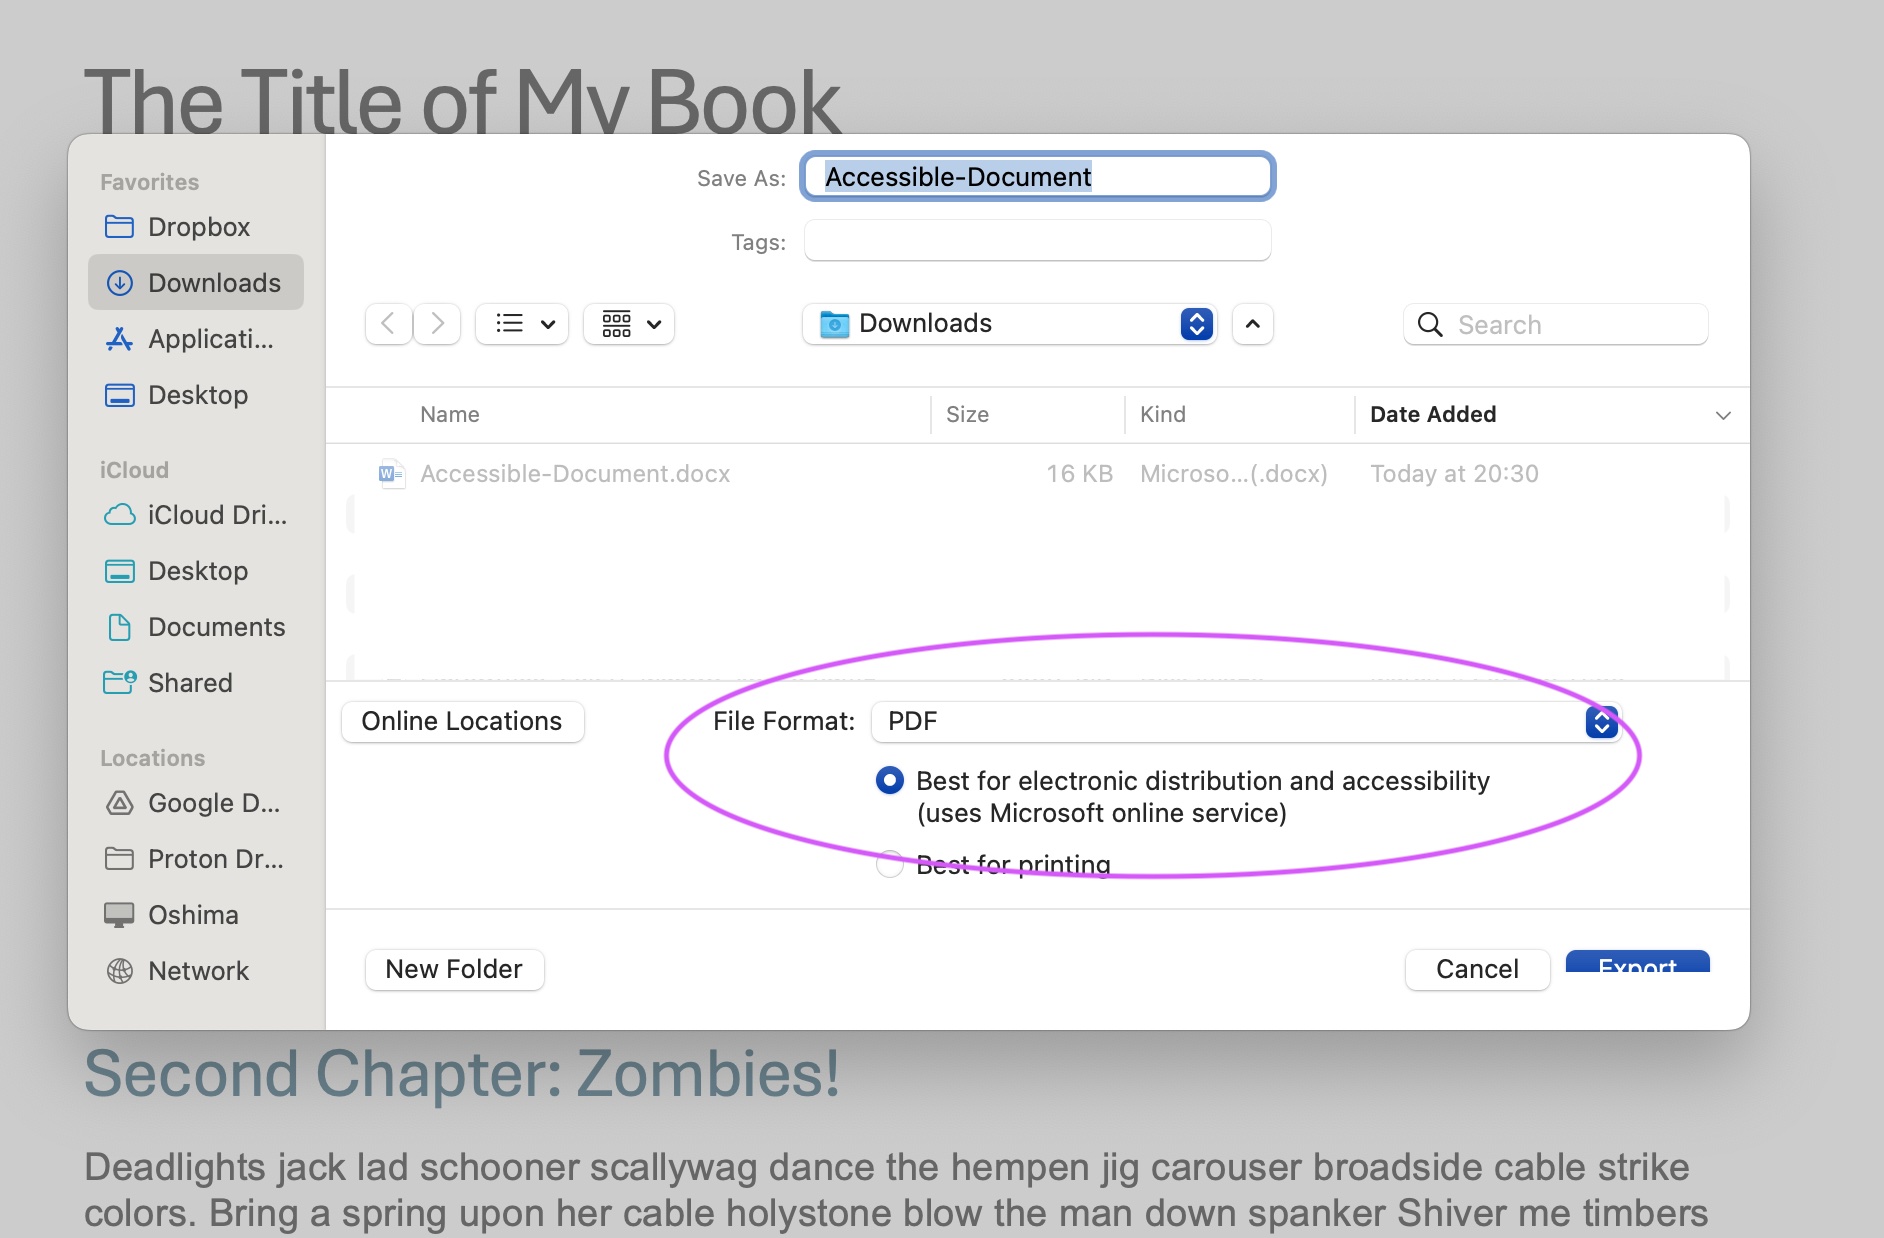 The Title of My Book
Favorites
Dropbox
Downloads
Applicati...
Desktop
iCloud
iCloud Dri...
Desktop
Documents
Shared
Locations
Google D...
Proton Dr...
Oshima
Network
Save As: Accessible-Document
Tags:
Downloads
Search
Name Size Kind Date Added
Accessible-Document.docx 16 KB Microso...(.docx) Today at 20:30
Online Locations
File Format: PDF
Best for electronic distribution and accessibility
(uses Microsoft online service)
Best for printing
New Folder Cancel Export
Second Chapter: Zombies!
Deadlights jack lad schooner scallywag dance the hempen jig carouser broadside cable strike
colors. Bring a spring upon her cable holystone blow the man down spanker Shiver me timbers